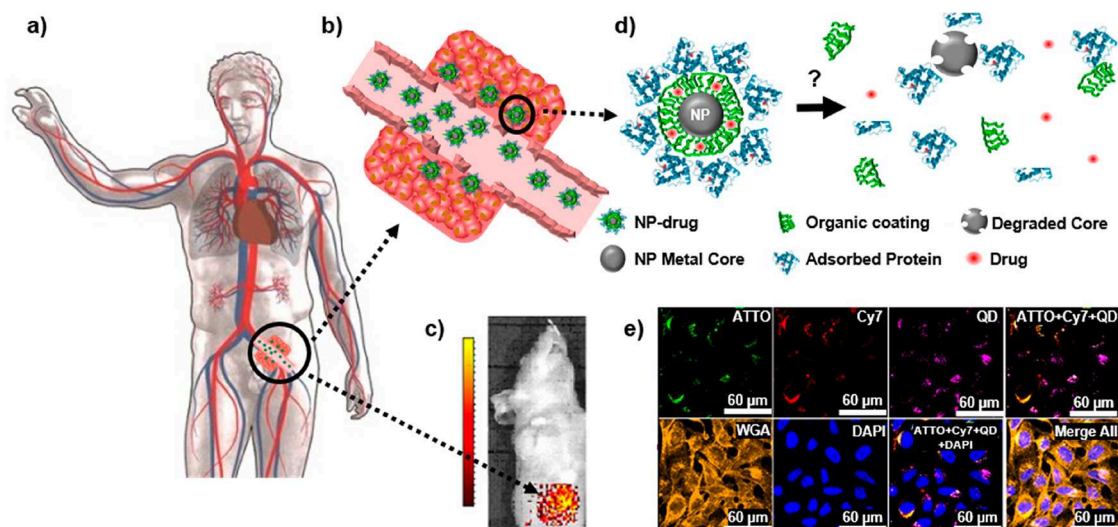 a)
b)
d)
NP
?
NP-drug
Organic coating
Degraded Core
NP Metal Core
Adsorbed Protein
Drug
c)
e)
ATTO
Cy7
QD
ATTO+Cy7+QD
60 µm
60 µm
60 µm
60 µm
WGA
DAPI
ATTO+Cy7+QD
+DAPI
Merge All
60 µm
60 µm
60 µm
60 µm